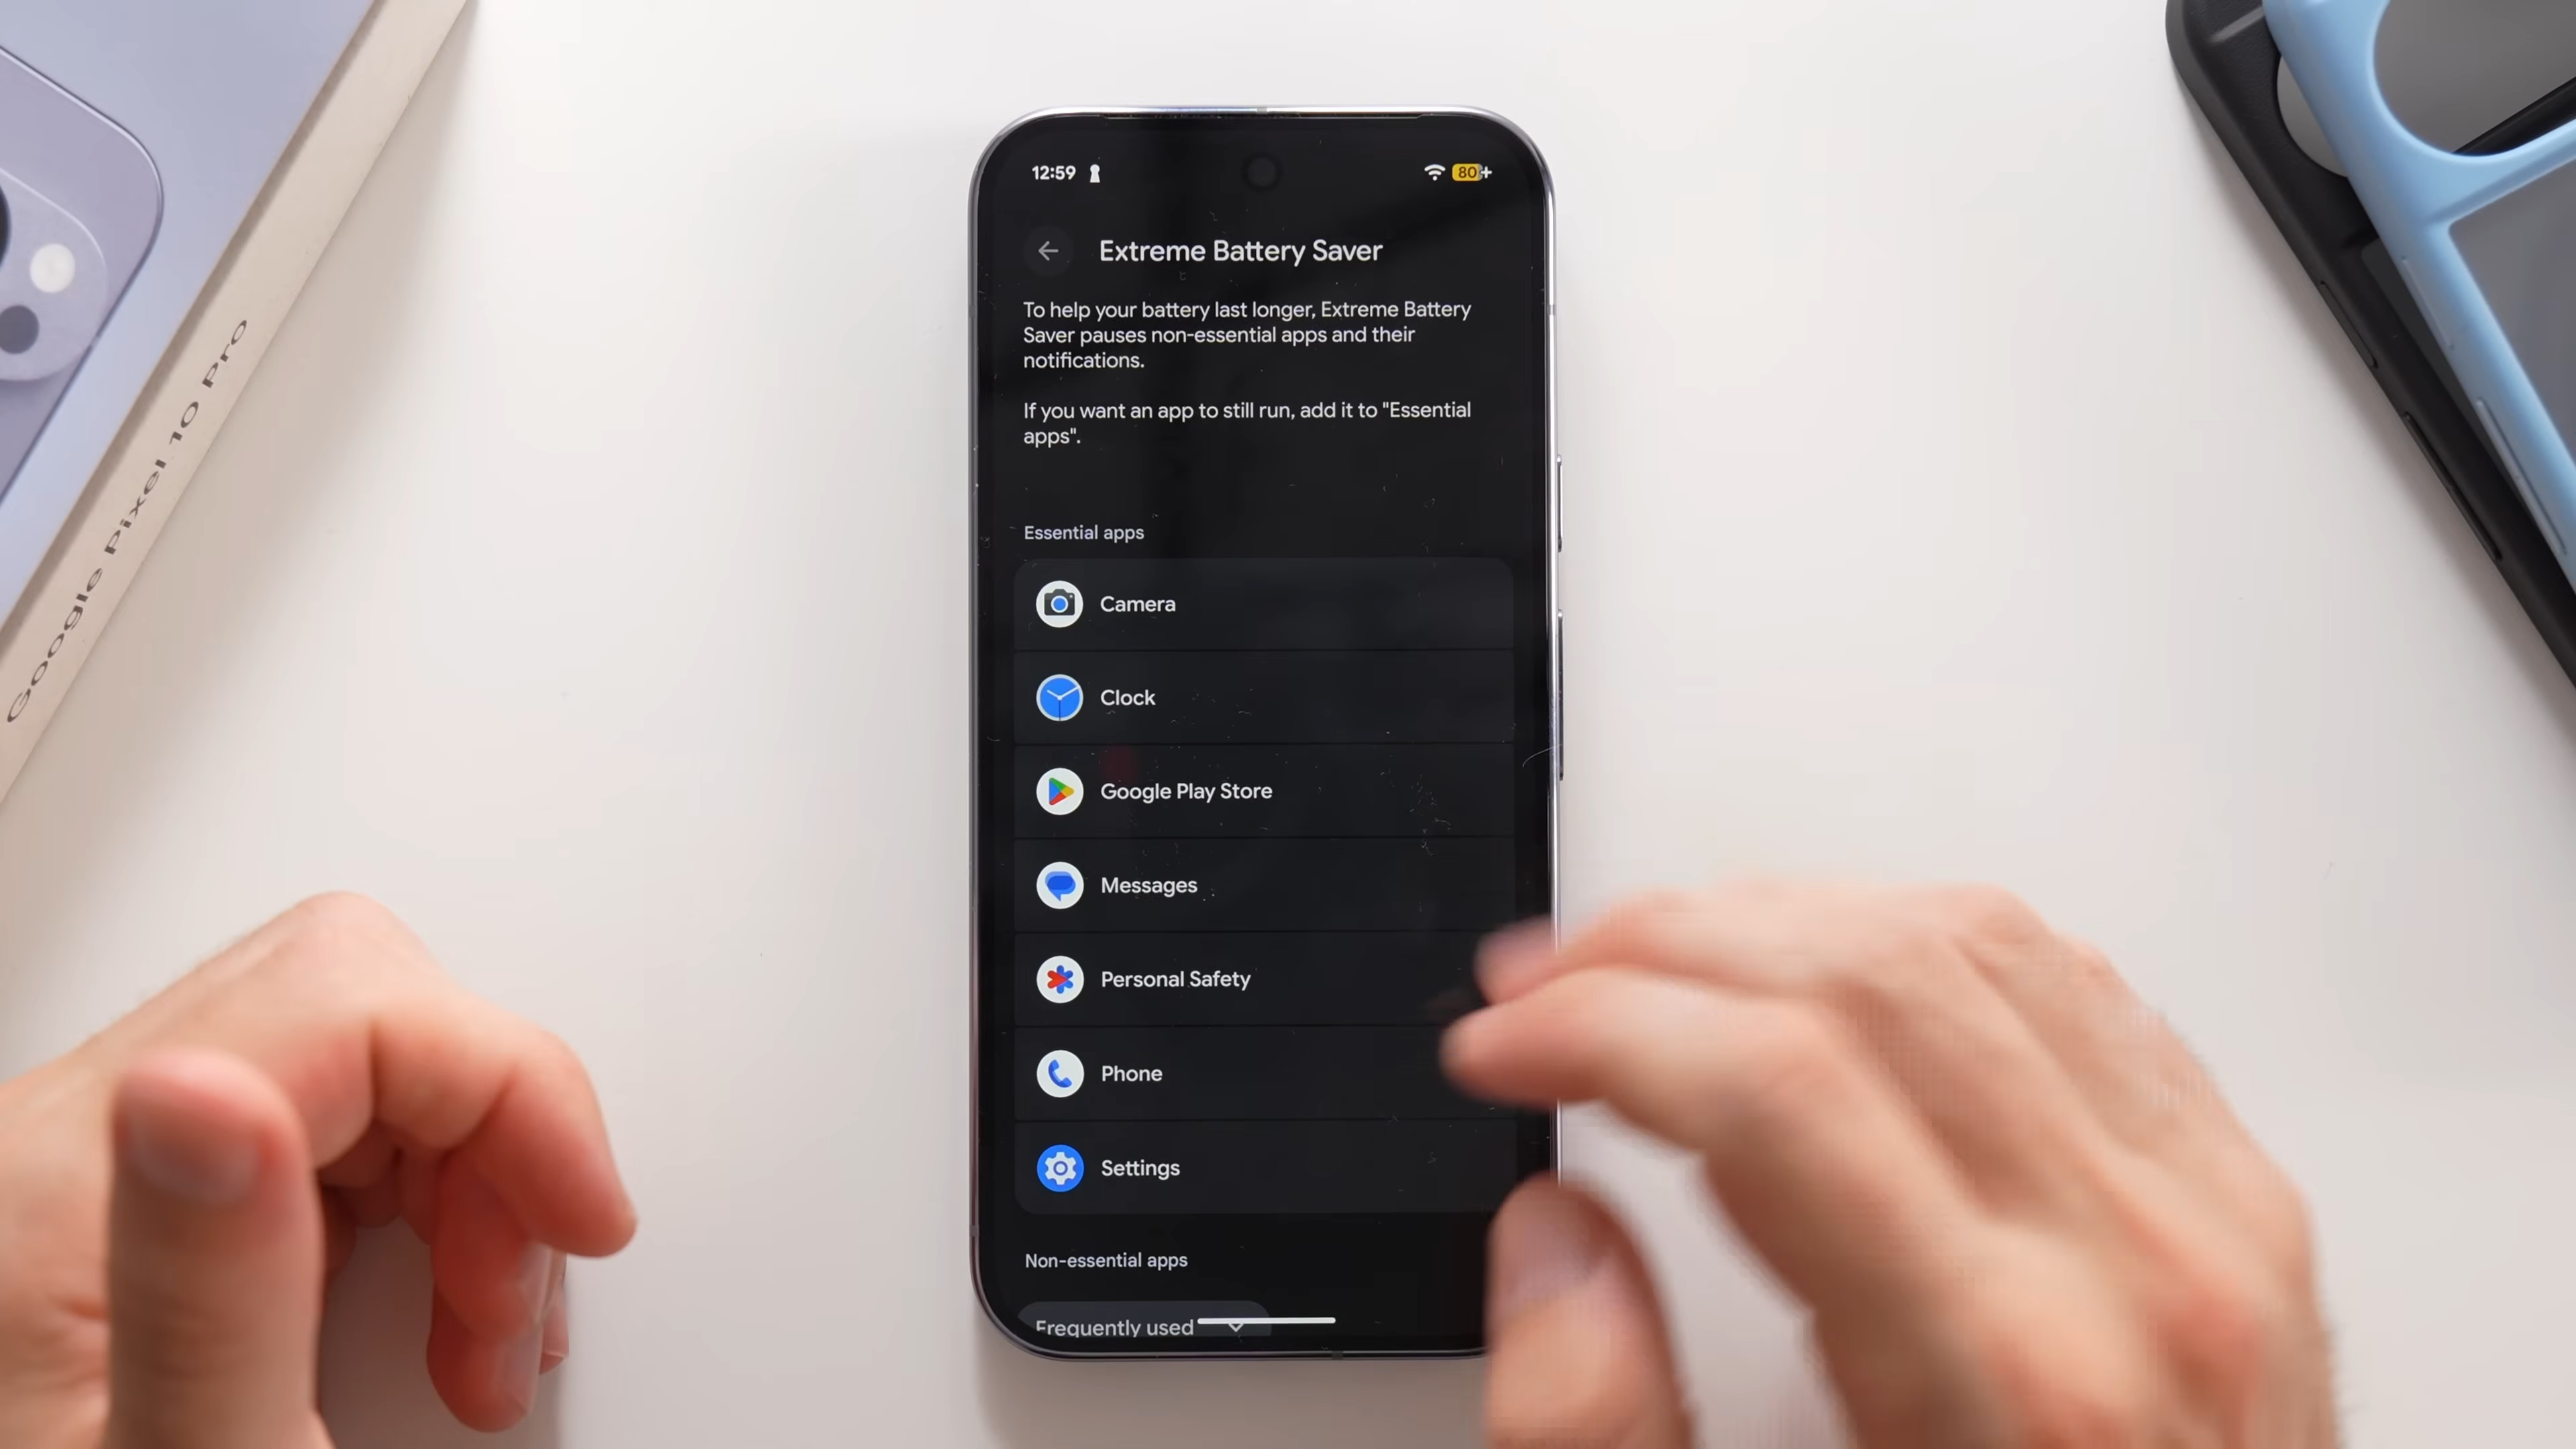 Google Pixel 10 Pro
12:59
80
Extreme Battery Saver
To help your battery last longer, Extreme Battery
Saver pauses non-essential apps and their
notifications.
If you want an app to still run, add it to "Essential
apps".
Essential apps
Camera
Clock
Google Play Store
Messages
Personal Safety
Phone
Settings
Non-essential apps
Frequently used